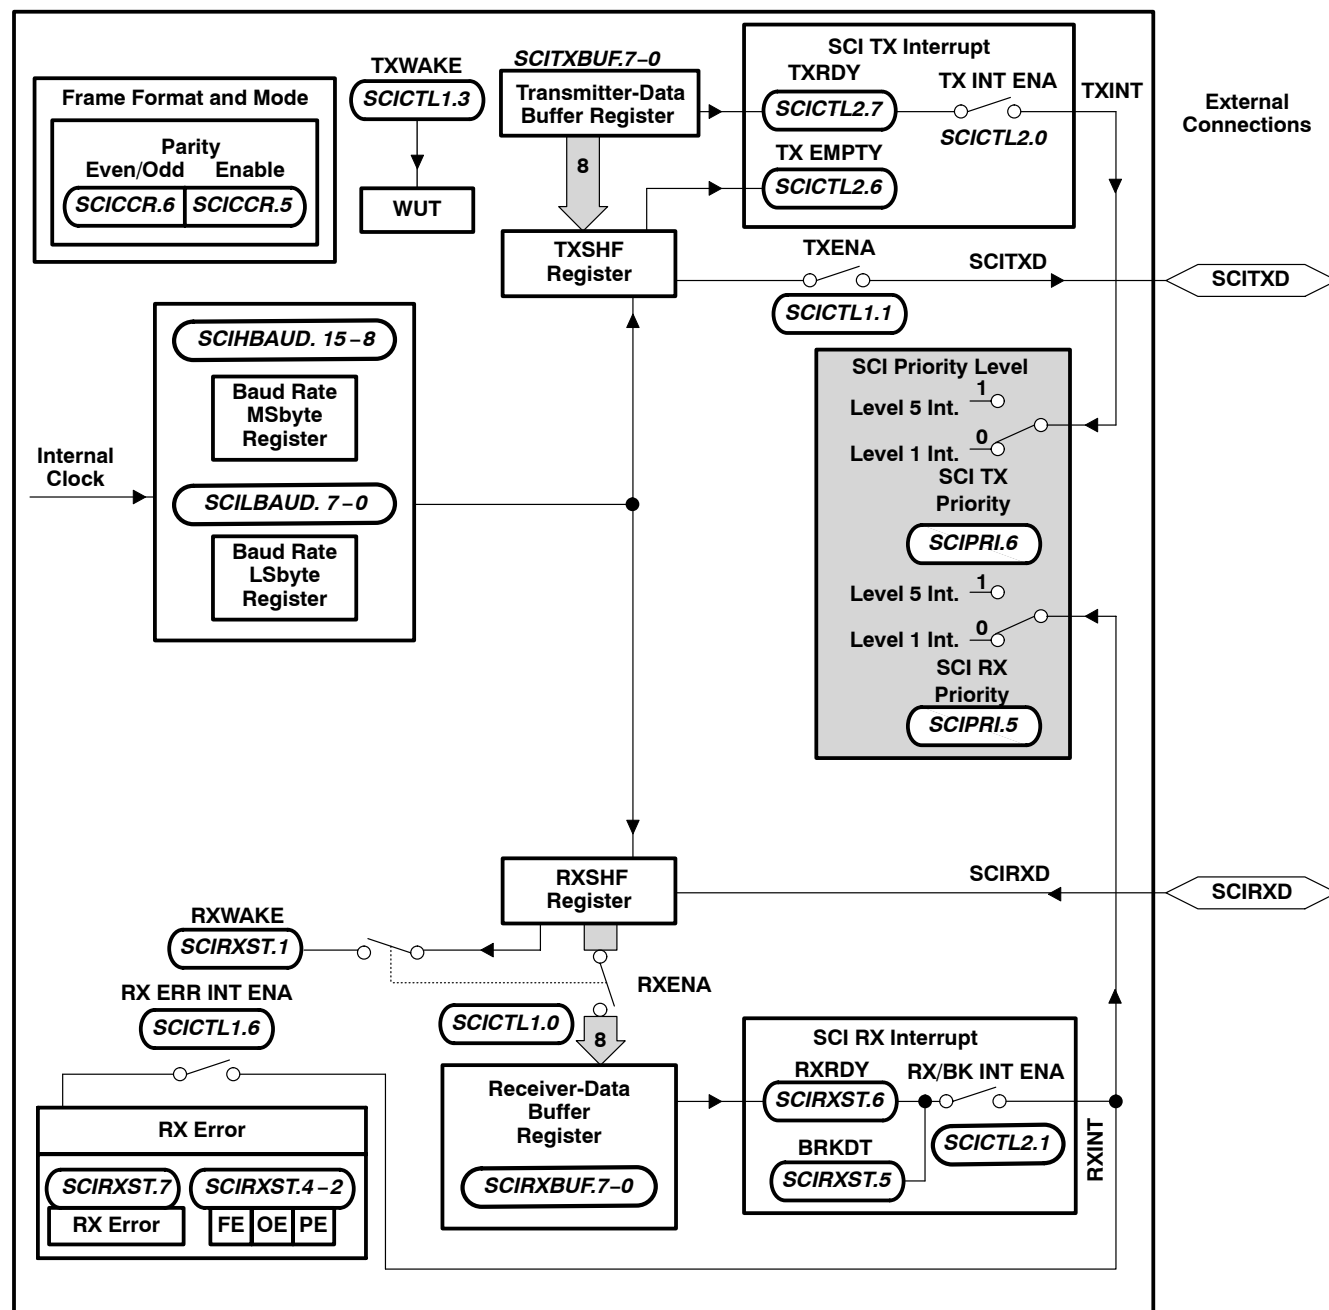 Frame Format and Mode
Parity
Even/Odd Enable
SCICCR.6 SCICCR.5
TXWAKE
SCICTL1.3
WUT
SCITXBUF.7–0
Transmitter-Data
Buffer Register
8
TXSHF
Register
SCI TX Interrupt
TXRDY
SCICTL2.7
TX INT ENA
SCICTL2.0
TX EMPTY
SCICTL2.6
TXINT
External
Connections
TXENA
SCICTL1.1
SCITXD
SCITXD
SCIHBAUD. 15–8
Baud Rate
MSbyte
Register
Internal
Clock
SCILBAUD. 7–0
Baud Rate
LSbyte
Register
SCI Priority Level
1
Level 5 Int.
0
Level 1 Int.
SCI TX
Priority
SCIPRI.6
1
Level 5 Int.
0
Level 1 Int.
SCI RX
Priority
SCIPRI.5
RXSHF
Register
SCIRXD
SCIRXD
RXWAKE
SCIRXST.1
RXENA
RX ERR INT ENA
SCICTL1.6
SCICTL1.0
8
Receiver-Data
Buffer
Register
SCIRXBUF.7–0
SCI RX Interrupt
RXRDY
SCIRXST.6
RX/BK INT ENA
SCICTL2.1
BRKDT
SCIRXST.5
RXINT
RX Error
SCIRXST.7 SCIRXST.4–2
RX Error FE OE PE